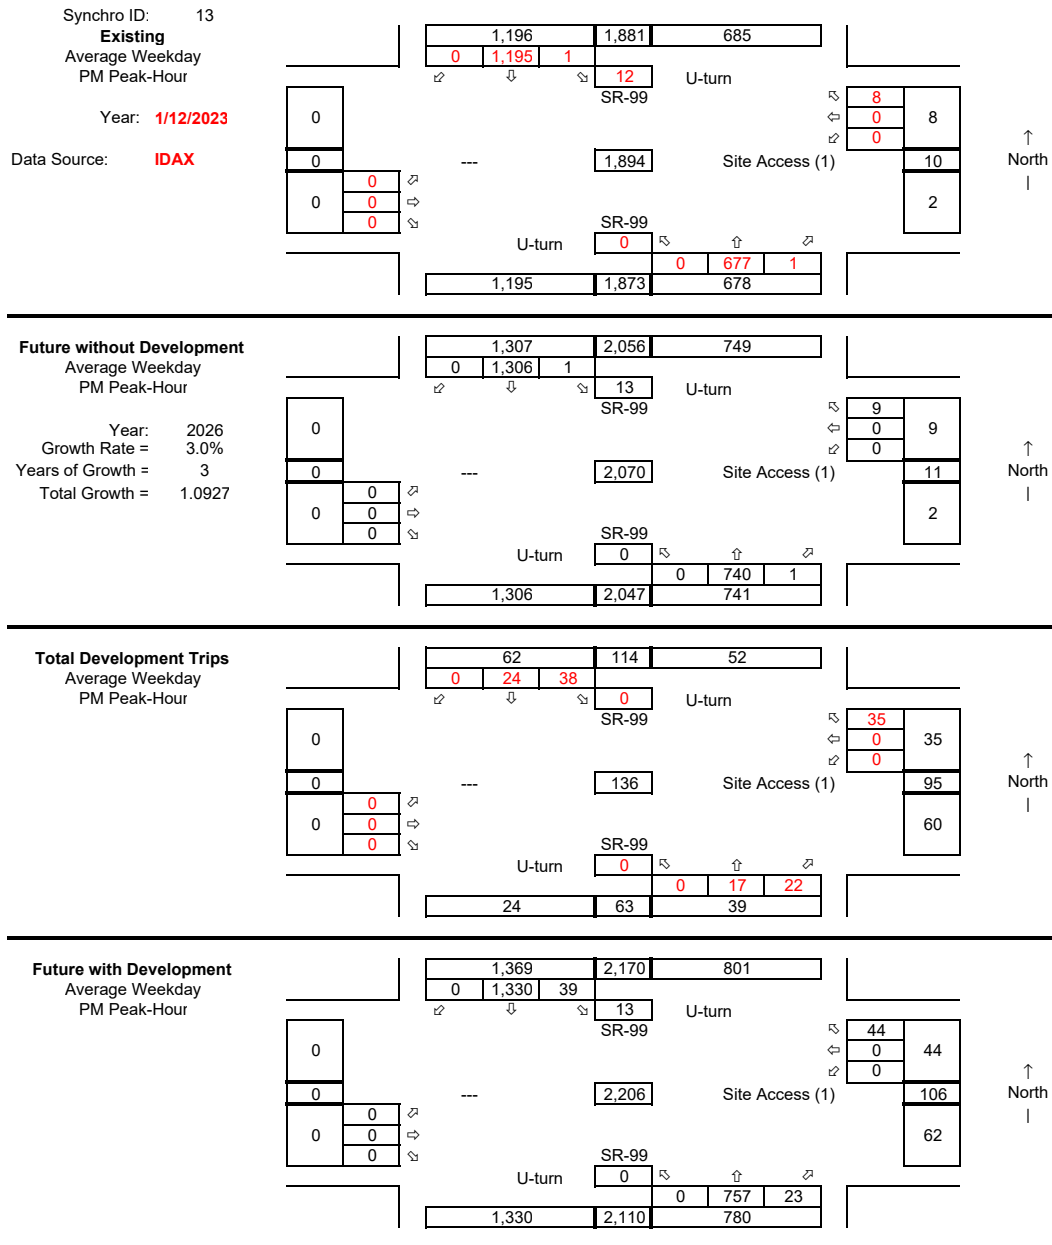 Synchro ID: 13
Existing
Average Weekday
PM Peak-Hour
Year: 1/12/2023
Data Source: IDAX
1,196 1,881 685
0 1,195 1
⬃ ⇩ ⬂ 12 U-turn
SR-99
⬁ 8
0 ⇦ 0 8
⬃ 0
↑
0 --- 1,894 Site Access (1) 10 North
0 ⬀ |
0 0 ⇨ 2
0 ⬂ SR-99
U-turn 0 ⬁ ⇧ ⬀
0 677 1
1,195 1,873 678
Future without Development
Average Weekday
PM Peak-Hour
Year: 2026
Growth Rate = 3.0%
Years of Growth = 3
Total Growth = 1.0927
1,307 2,056 749
0 1,306 1
⬃ ⇩ ⬂ 13 U-turn
SR-99
⬁ 9
0 ⇦ 0 9
⬃ 0
↑
0 --- 2,070 Site Access (1) 11 North
0 ⬀ |
0 0 ⇨ 2
0 ⬂ SR-99
U-turn 0 ⬁ ⇧ ⬀
0 740 1
1,306 2,047 741
Total Development Trips
Average Weekday
PM Peak-Hour
62 114 52
0 24 38
⬃ ⇩ ⬂ 0 U-turn
SR-99
⬁ 35
0 ⇦ 0 35
⬃ 0
↑
0 --- 136 Site Access (1) 95 North
0 ⬀ |
0 0 ⇨ 60
0 ⬂ SR-99
U-turn 0 ⬁ ⇧ ⬀
0 17 22
24 63 39
Future with Development
Average Weekday
PM Peak-Hour
1,369 2,170 801
0 1,330 39
⬃ ⇩ ⬂ 13 U-turn
SR-99
⬁ 44
0 ⇦ 0 44
⬃ 0
↑
0 --- 2,206 Site Access (1) 106 North
0 ⬀ |
0 0 ⇨ 62
0 ⬂ SR-99
U-turn 0 ⬁ ⇧ ⬀
0 757 23
1,330 2,110 780